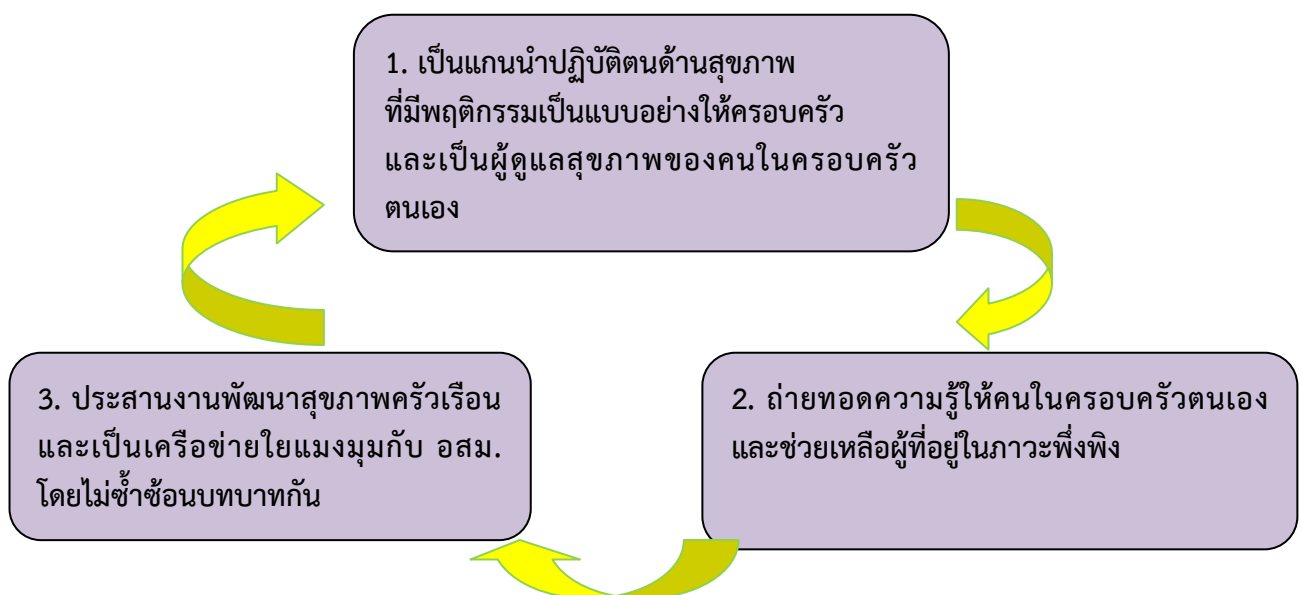 1. เป็นแกนนำปฏิบัติตนด้านสุขภาพ
ที่มีพฤติกรรมเป็นแบบอย่างให้ครอบครัว
และเป็นผู้ดูแลสุขภาพของคนในครอบครัว
ตนเอง
2. ถ่ายทอดความรู้ให้คนในครอบครัวตนเอง
และช่วยเหลือผู้ที่อยู่ในภาวะพึ่งพิง
3. ประสานงานพัฒนาสุขภาพครัวเรือน
และเป็นเครือข่ายใยแมงมุมกับ อสม.
โดยไม่ซ้ำซ้อนบทบาทกัน